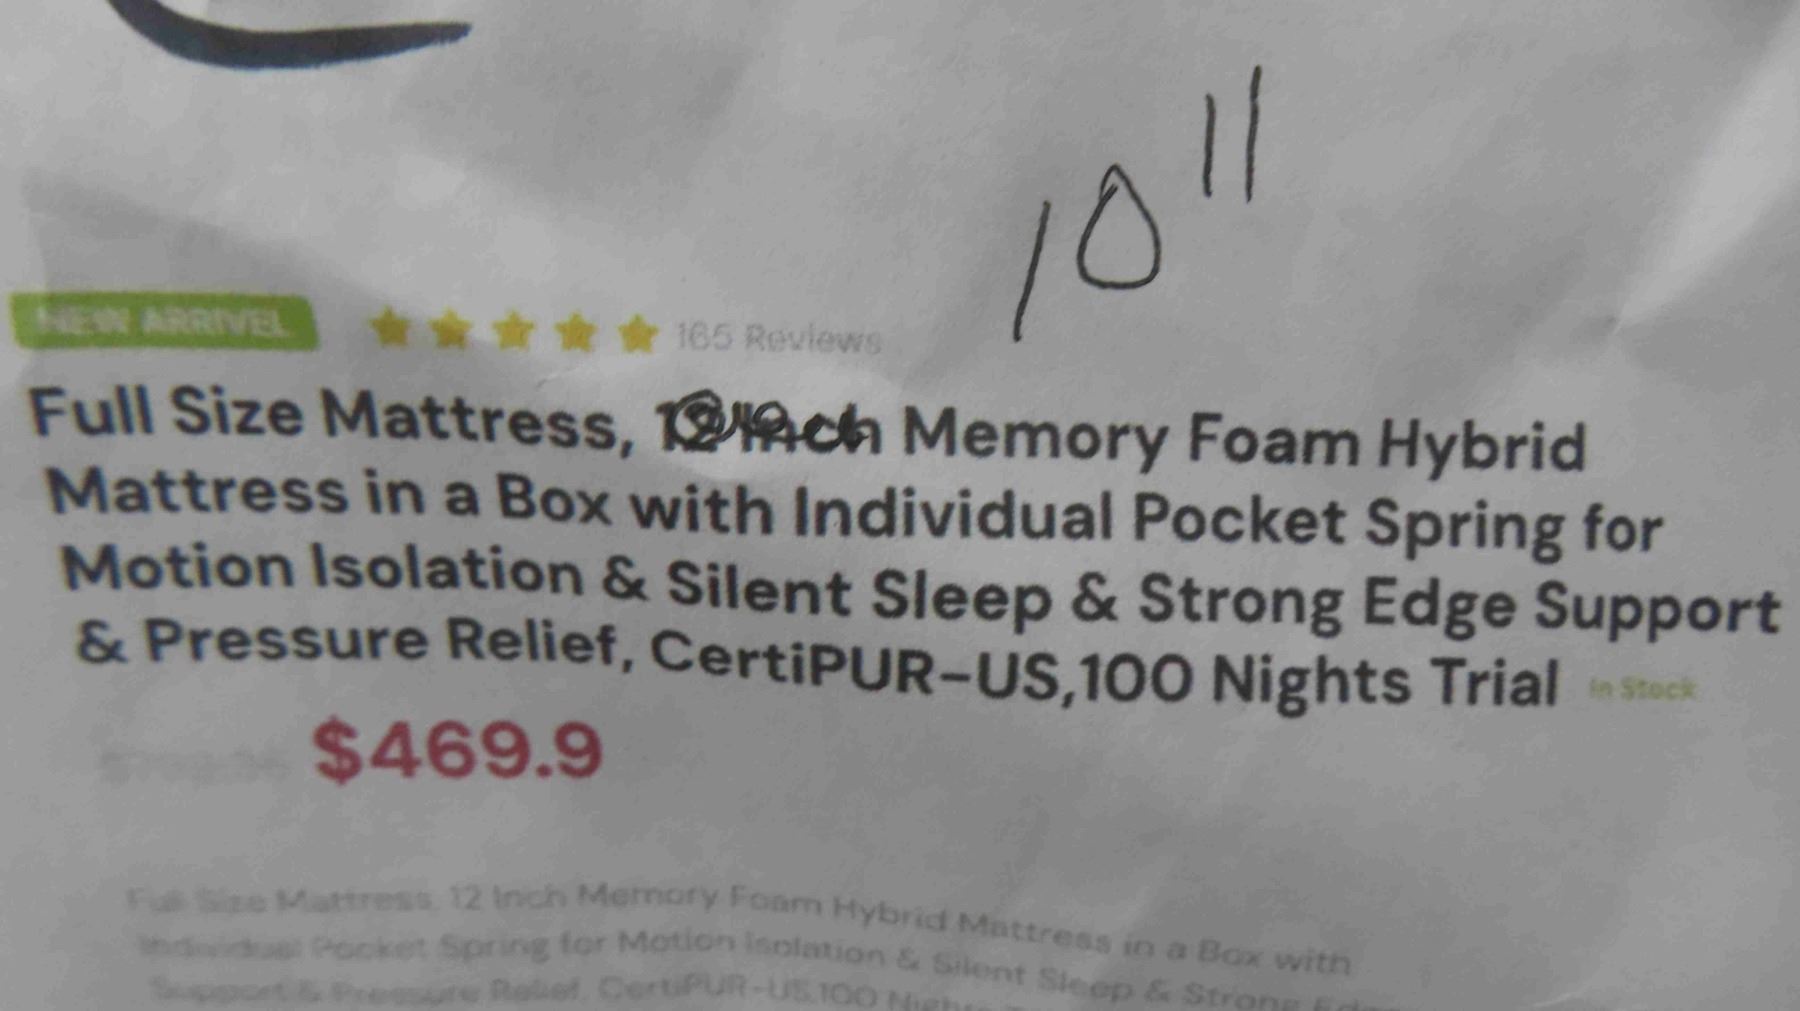 10"
NEW ARRIVEL
165 Reviews
Full Size Mattress, Memory Foam Hybrid
Mattress in a Box with Individual Pocket Spring for
Motion Isolation & Silent Sleep & Strong Edge Support
& Pressure Relief, CertiPUR-US,100 Nights Trial In Stock
$469.9
Full Size Mattress, 12 Inch Memory Foam Hybrid Mattress in a Box with
Individual Pocket Spring for Motion Isolation & Silent Sleep & Strong
Support & Pressure Relief, CertiPUR-US,100